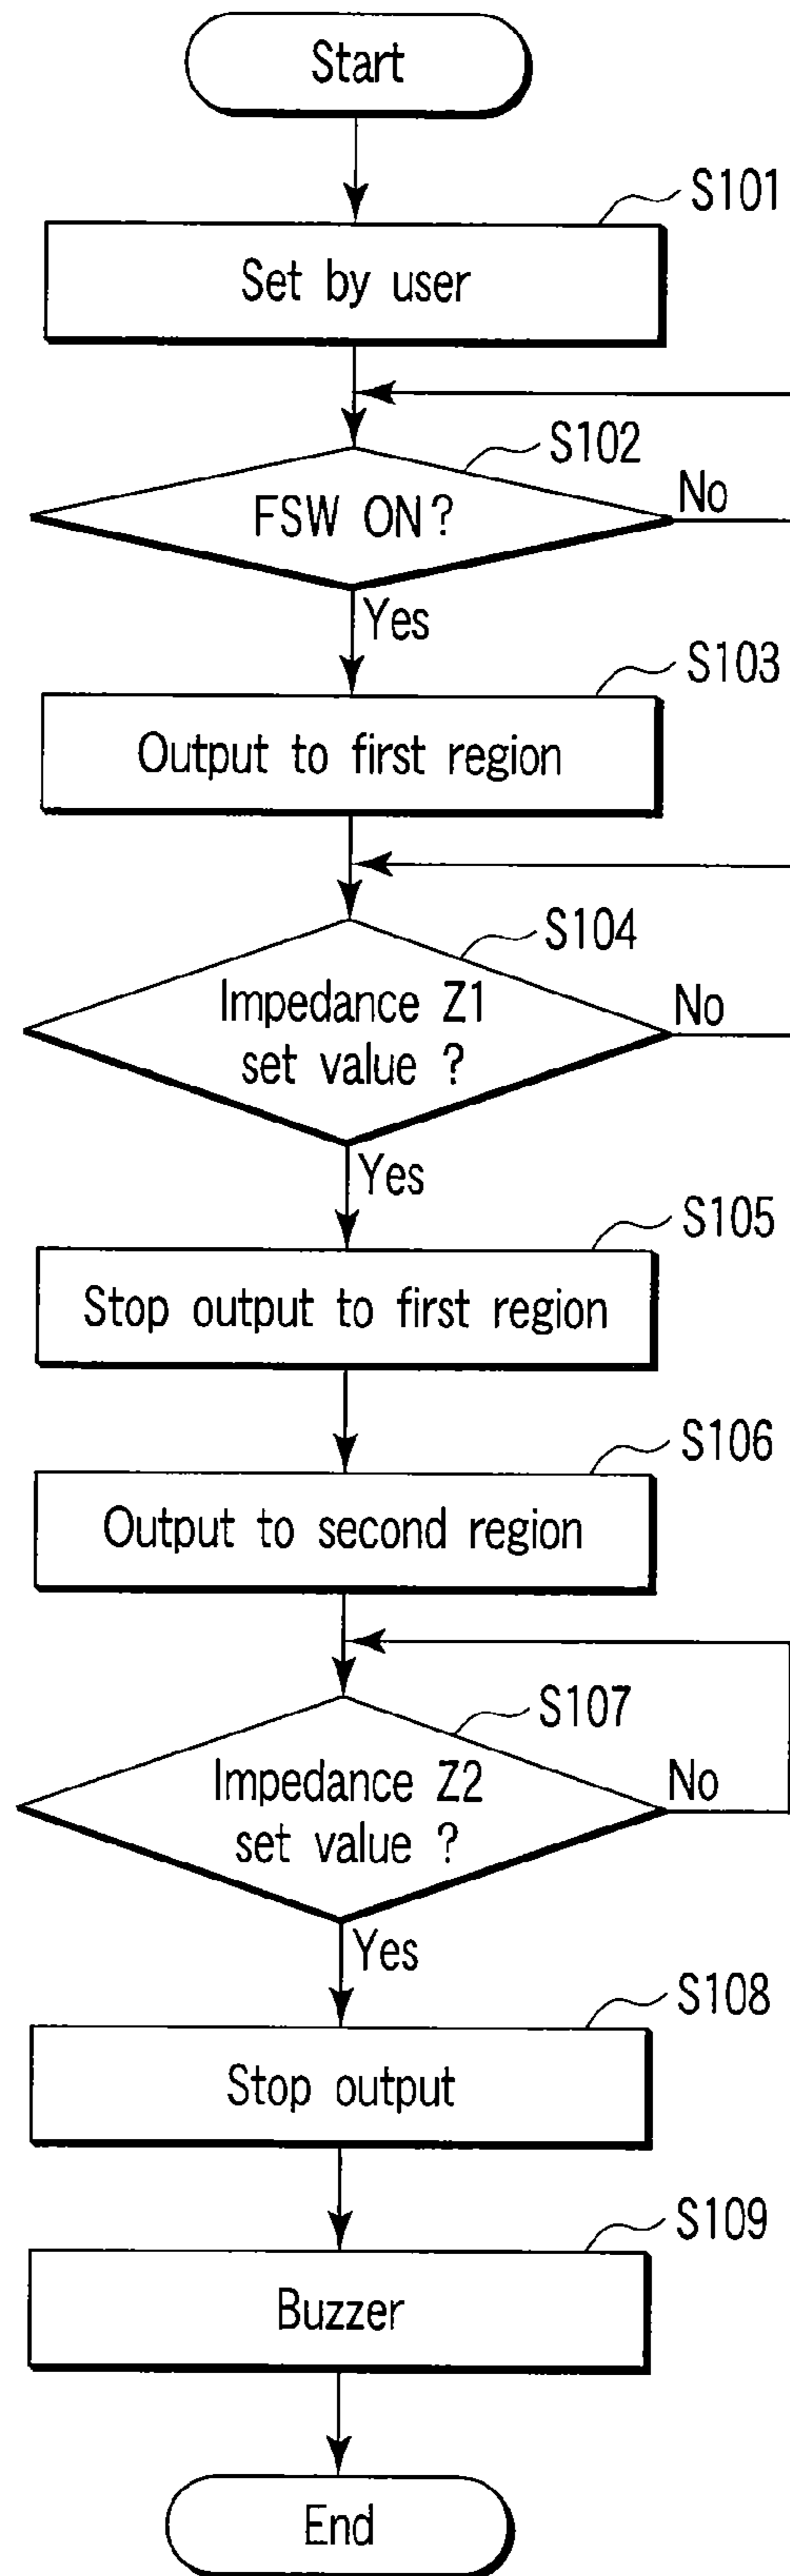 Start
S101
Set by user
S102
FSW ON?
No
Yes
S103
Output to first region
S104
Impedance Z1
set value ?
No
Yes
S105
Stop output to first region
S106
Output to second region
S107
Impedance Z2
set value ?
No
Yes
S108
Stop output
S109
Buzzer
End